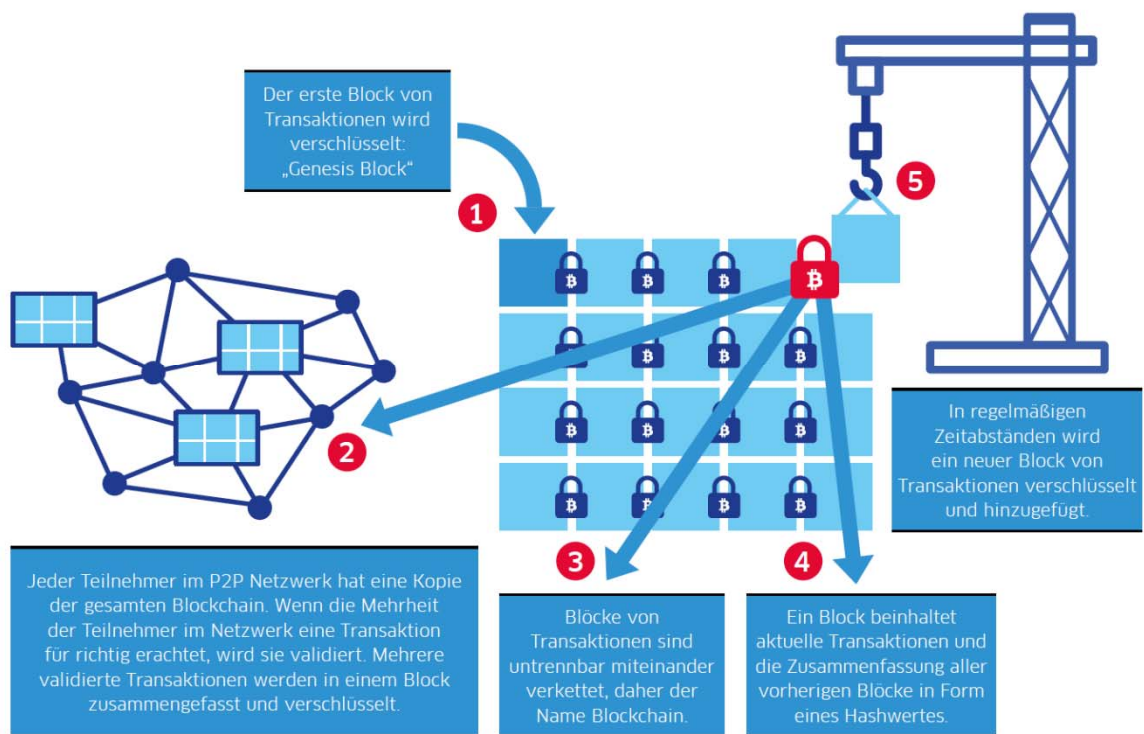 Der erste Block von
Transaktionen wird
verschlüsselt:
„Genesis Block“
1
5
2
In regelmäßigen
Zeitabständen wird
ein neuer Block von
Transaktionen verschlüsselt
und hinzugefügt.
3
4
Jeder Teilnehmer im P2P Netzwerk hat eine Kopie
der gesamten Blockchain. Wenn die Mehrheit
der Teilnehmer im Netzwerk eine Transaktion
für richtig erachtet, wird sie validiert. Mehrere
validierte Transaktionen werden in einem Block
zusammengefasst und verschlüsselt.
Blöcke von
Transaktionen sind
untrennbar miteinander
verkettet, daher der
Name Blockchain.
Ein Block beinhaltet
aktuelle Transaktionen und
die Zusammenfassung aller
vorherigen Blöcke in Form
eines Hashwertes.